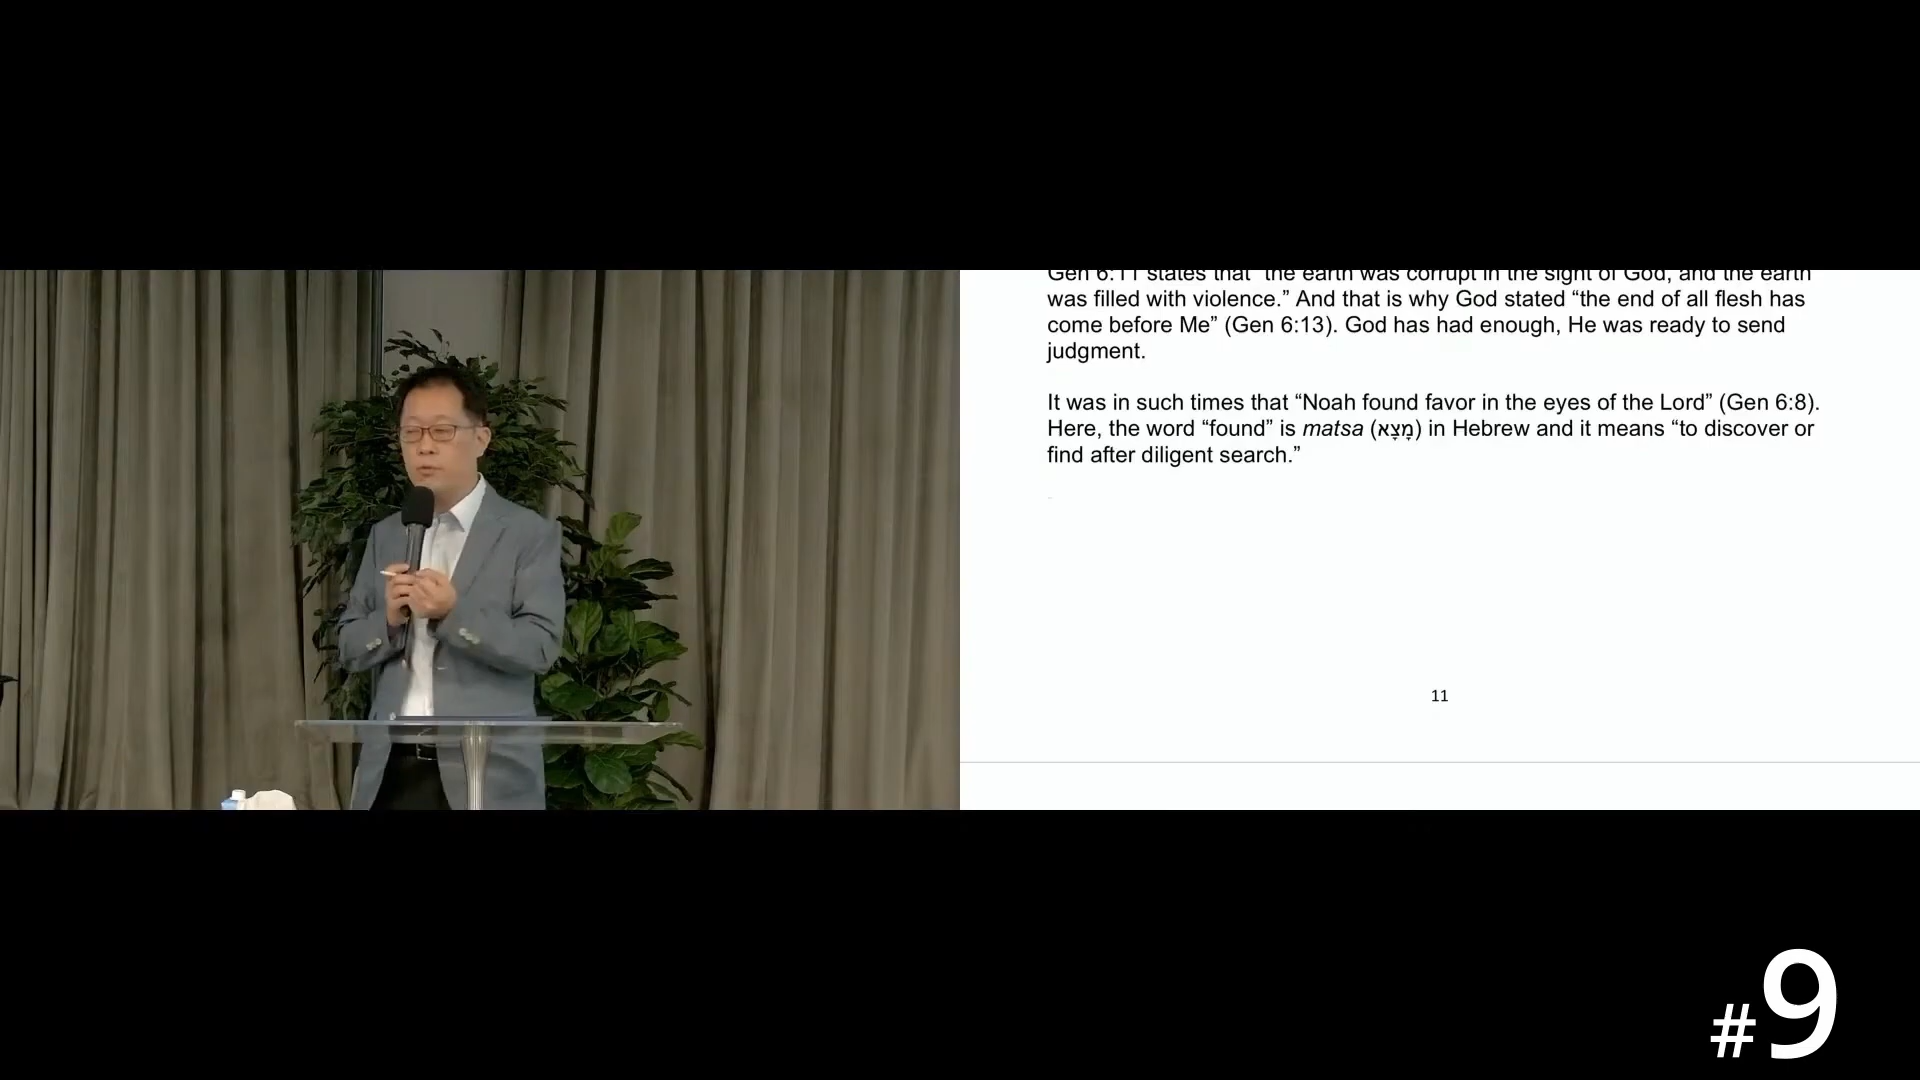 Gen 6:11 states that “the earth was corrupt in the sight of God, and the earth
was filled with violence.” And that is why God stated “the end of all flesh has
come before Me” (Gen 6:13). God has had enough, He was ready to send
judgment.
It was in such times that “Noah found favor in the eyes of the Lord” (Gen 6:8).
Here, the word “found” is matsa (מָצָא) in Hebrew and it means “to discover or
find after diligent search.”
11
#9